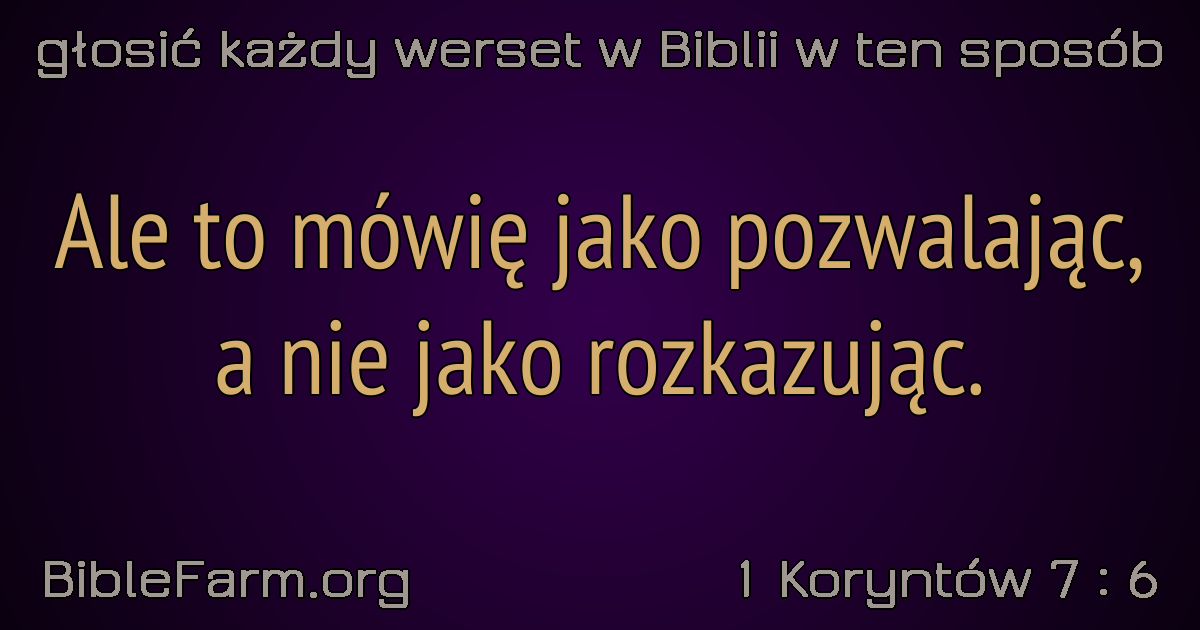 głosić każdy werset w Biblii w ten sposób
Ale to mówię jako pozwalając,
a nie jako rozkazując.
BibleFarm.org
1 Koryntów 7 : 6